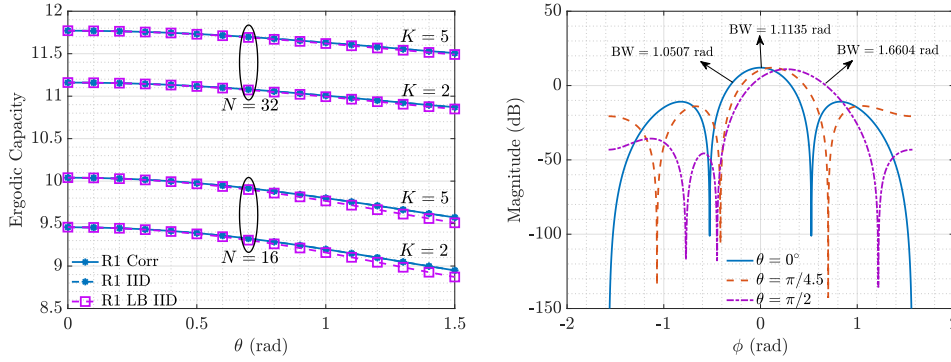 12
11.5
11
10.5
10
9.5
9
8.5
Ergodic Capacity
K = 5
K = 2
N = 32
K = 5
K = 2
N = 16
R1 Corr
R1 IID
R1 LB IID
0 0.5 1 1.5
θ (rad)
50
0
-50
-100
-150
Magnitude (dB)
BW = 1.1135 rad
BW = 1.0507 rad
BW = 1.6604 rad
θ = 0°
θ = π/4.5
θ = π/2
-2 -1 0 1 2
ϕ (rad)